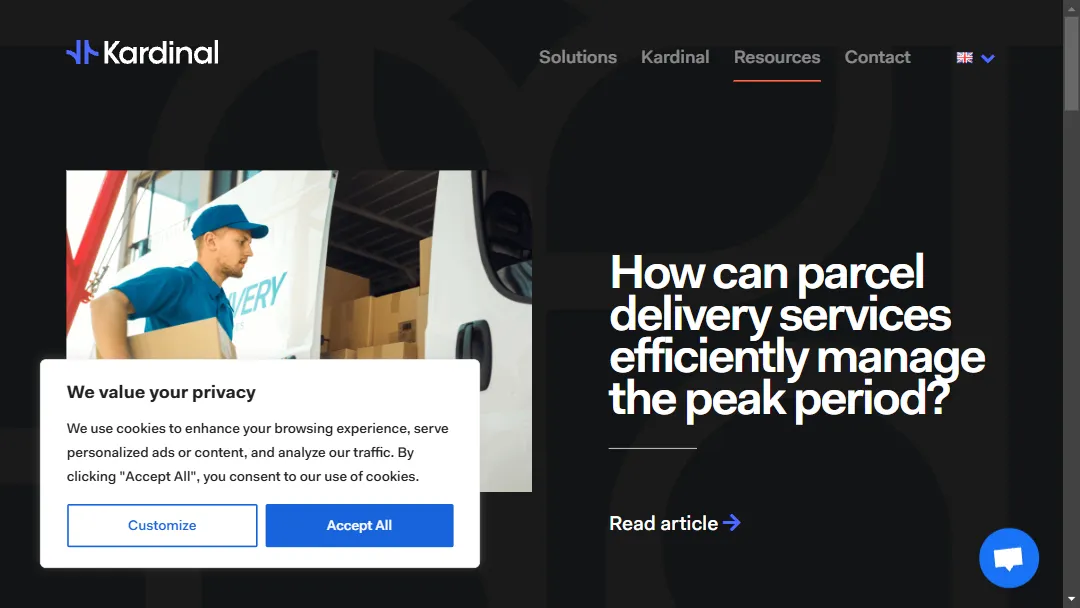 Kardinal
Solutions Kardinal Resources Contact
VERY
How can parcel
delivery services
efficiently manage
the peak period?
Read article
We value your privacy
We use cookies to enhance your browsing experience, serve
personalized ads or content, and analyze our traffic. By
clicking "Accept All", you consent to our use of cookies.
Customize Accept All